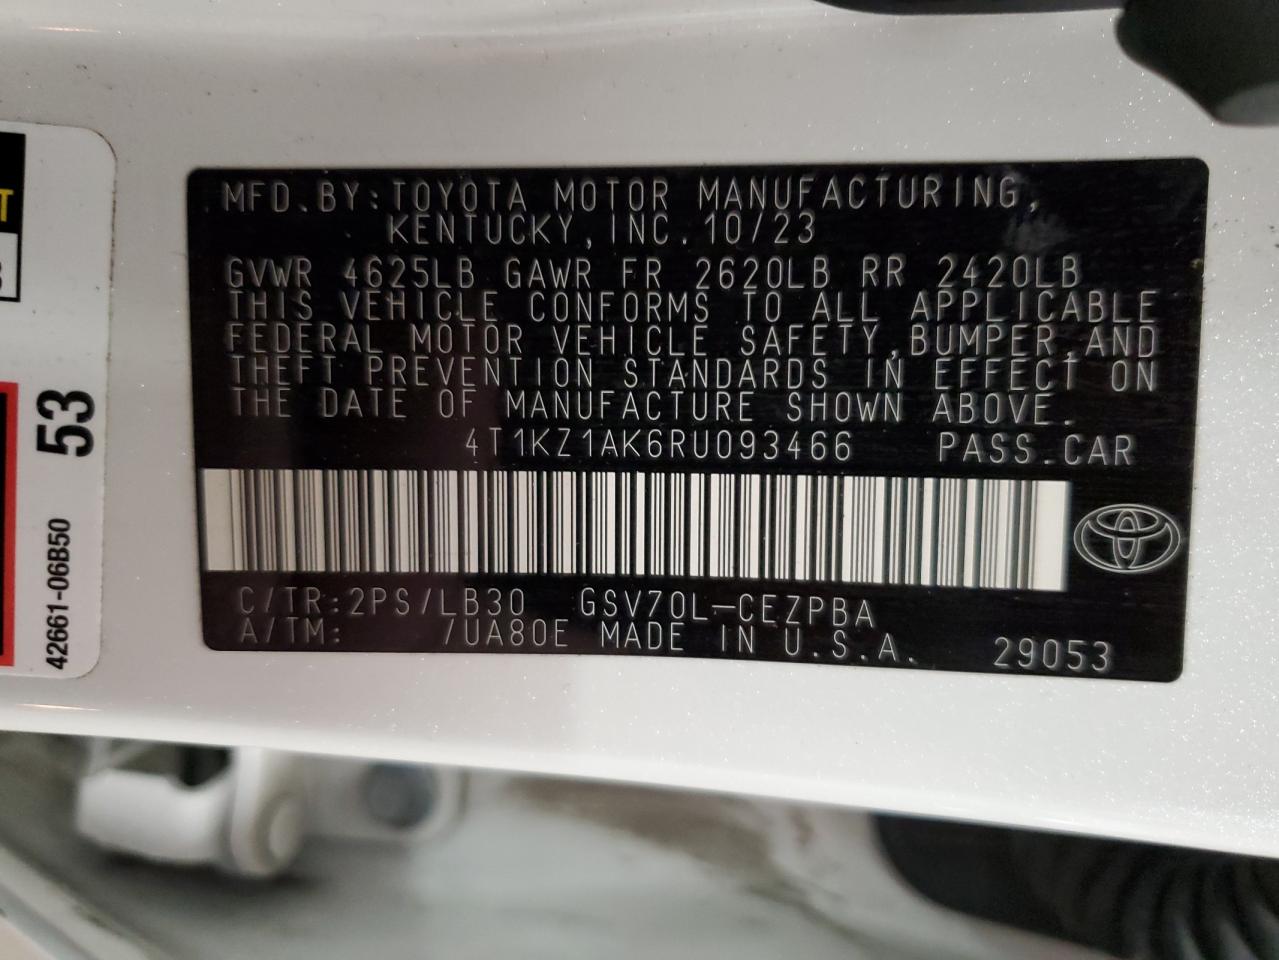 MFD.BY:TOYOTA MOTOR MANUFACTURING,
KENTUCKY,INC.10/23
GVWR 4625LB GAWR FR 2620LB RR 2420LB
THIS VEHICLE CONFORMS TO ALL APPLICABLE
FEDERAL MOTOR VEHICLE SAFETY,BUMPER,AND
THEFT PREVENTION STANDARDS IN EFFECT ON
THE DATE OF MANUFACTURE SHOWN ABOVE.
4T1KZ1AK6RU093466 PASS.CAR
C/TR:2PS/LB30 GSV70L-CEZPBA
A/TM: /UA80E MADE IN U.S.A. 29053
53
42661-06B50